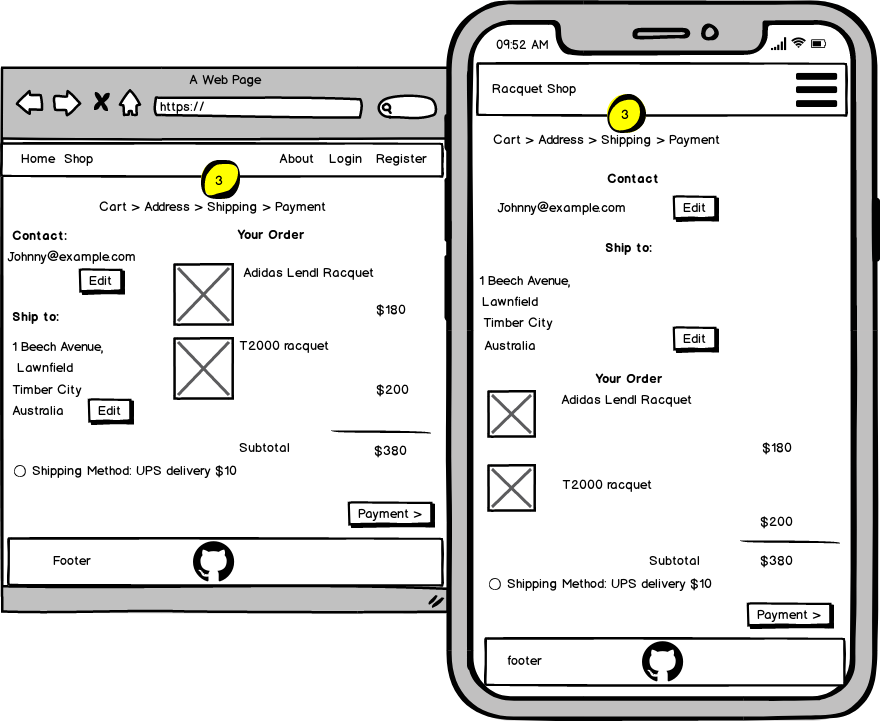 A Web Page
https://
Home Shop About Login Register
3
Cart > Address > Shipping > Payment
Contact:
Johnny@example.com
Edit
Ship to:
1 Beech Avenue,
Lawnfield
Timber City
Australia
Edit
Your Order
Adidas Lendl Racquet
$180
T2000 racquet
$200
Subtotal $380
Shipping Method: UPS delivery $10
Payment >
Footer
09:52 AM
Racquet Shop
3
Cart > Address > Shipping > Payment
Contact
Johnny@example.com Edit
Ship to:
1 Beech Avenue,
Lawnfield
Timber City
Australia Edit
Your Order
Adidas Lendl Racquet
$180
T2000 racquet
$200
Subtotal $380
Shipping Method: UPS delivery $10
Payment >
footer